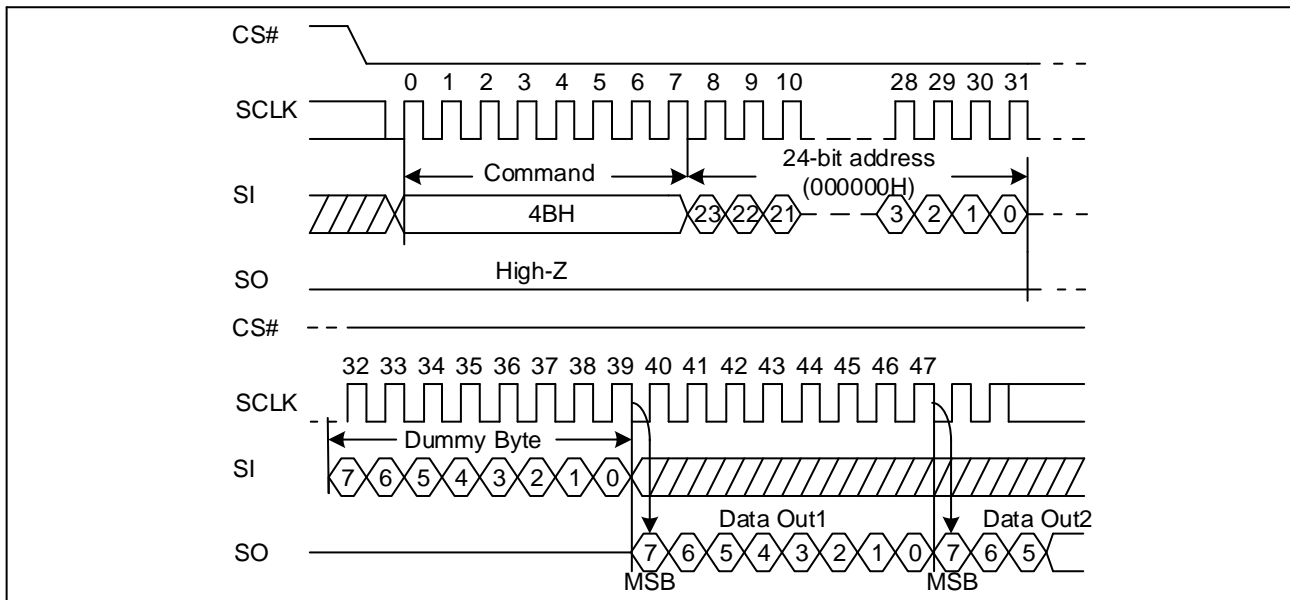 CS#
0 1 2 3 4 5 6 7 8 9 10 28 29 30 31
SCLK
Command
24-bit address
(000000H)
SI
4BH
23 22 21 3 2 1 0
High-Z
SO
CS#
32 33 34 35 36 37 38 39 40 41 42 43 44 45 46 47
SCLK
Dummy Byte
SI
7 6 5 4 3 2 1 0
Data Out1 Data Out2
SO
7 6 5 4 3 2 1 0 7 6 5
MSB MSB